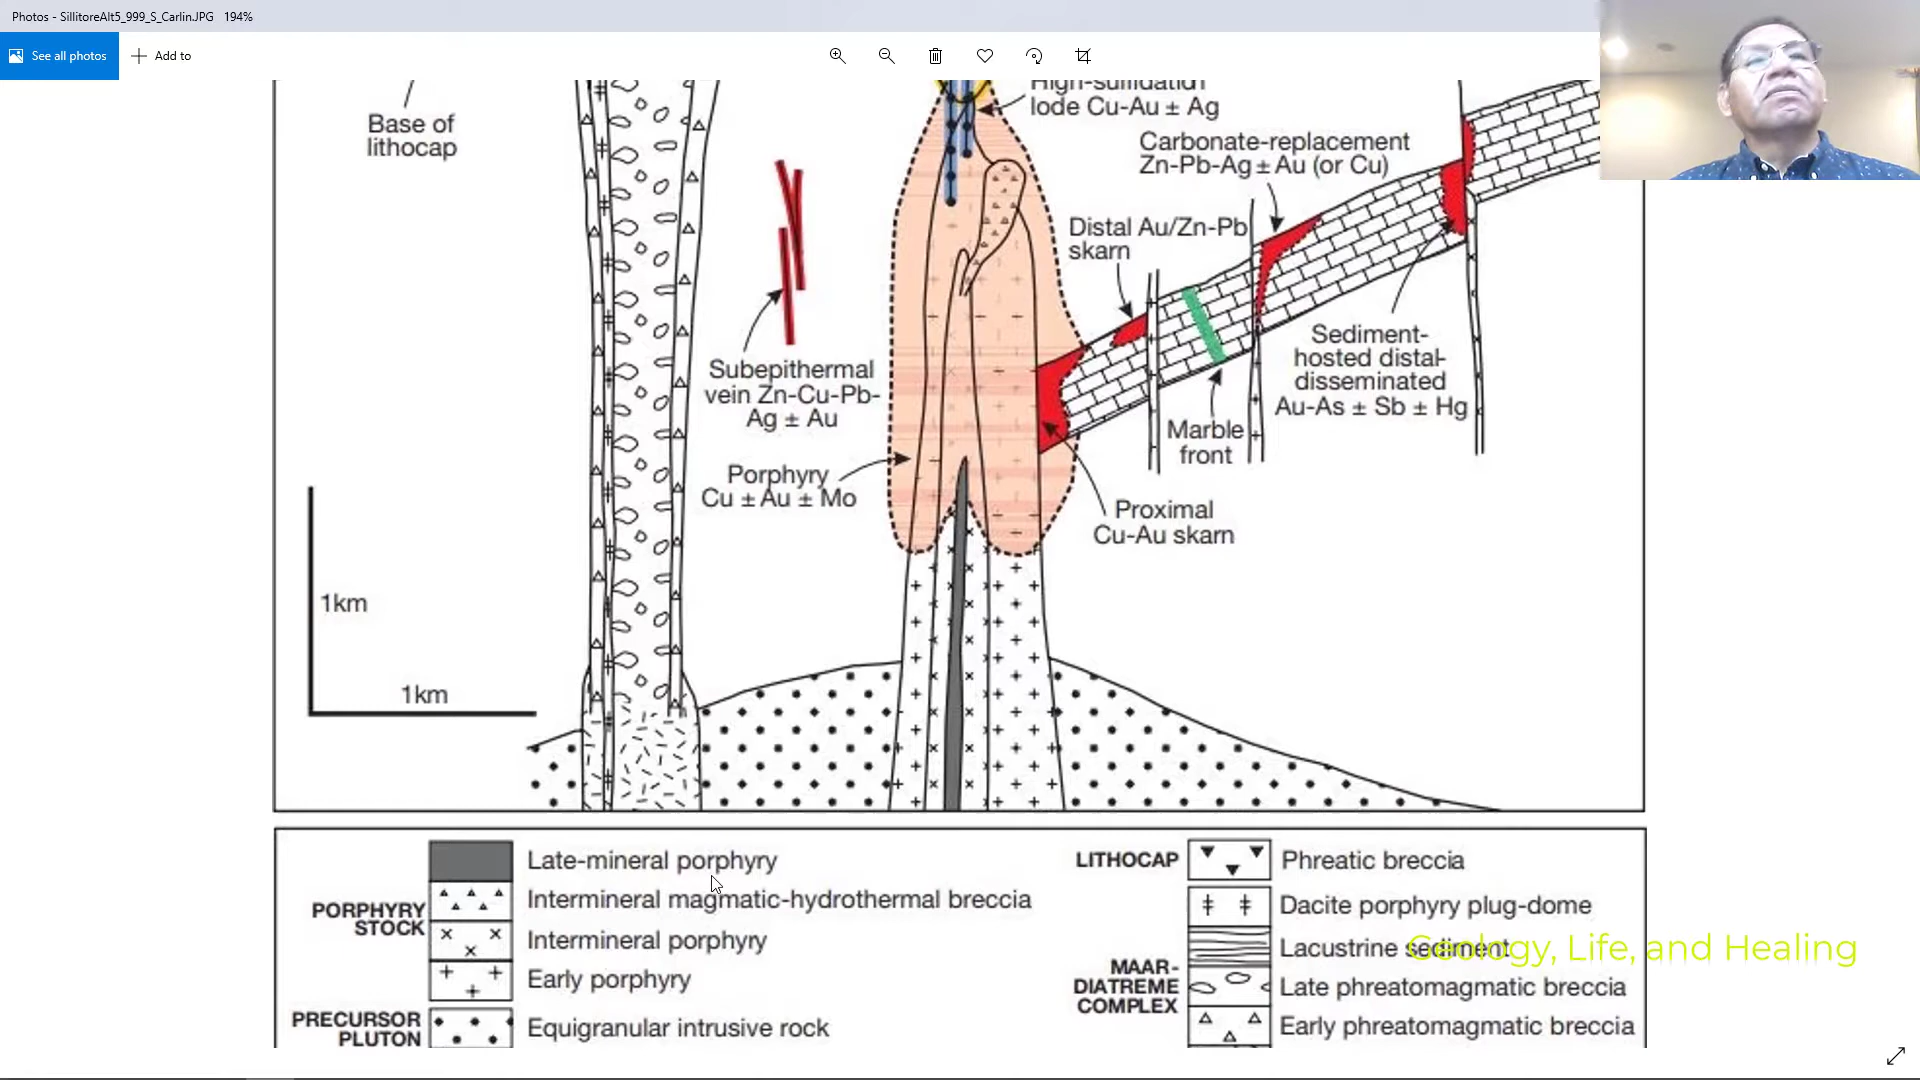 Photos - SillitoreAlt5_999_S_Carlin.JPG 194%
See all photos
Add to
High-sulfidation
lode Cu-Au ± Ag
Base of
lithocap
Carbonate-replacement
Zn-Pb-Ag ± Au (or Cu)
Distal Au/Zn-Pb
skarn
Subepithermal
vein Zn-Cu-Pb-
Ag ± Au
Sediment-
hosted distal-
disseminated
Au-As ± Sb ± Hg
Marble
front
Porphyry
Cu ± Au ± Mo
Proximal
Cu-Au skarn
1km
1km
PORPHYRY
STOCK
Late-mineral porphyry
Intermineral magmatic-hydrothermal breccia
Intermineral porphyry
Early porphyry
PRECURSOR
PLUTON
Equigranular intrusive rock
LITHOCAP
Phreatic breccia
MAAR-
DIATREME
COMPLEX
Dacite porphyry plug-dome
Lacustrine sediment
Late phreatomagmatic breccia
Early phreatomagmatic breccia
Geology, Life, and Healing